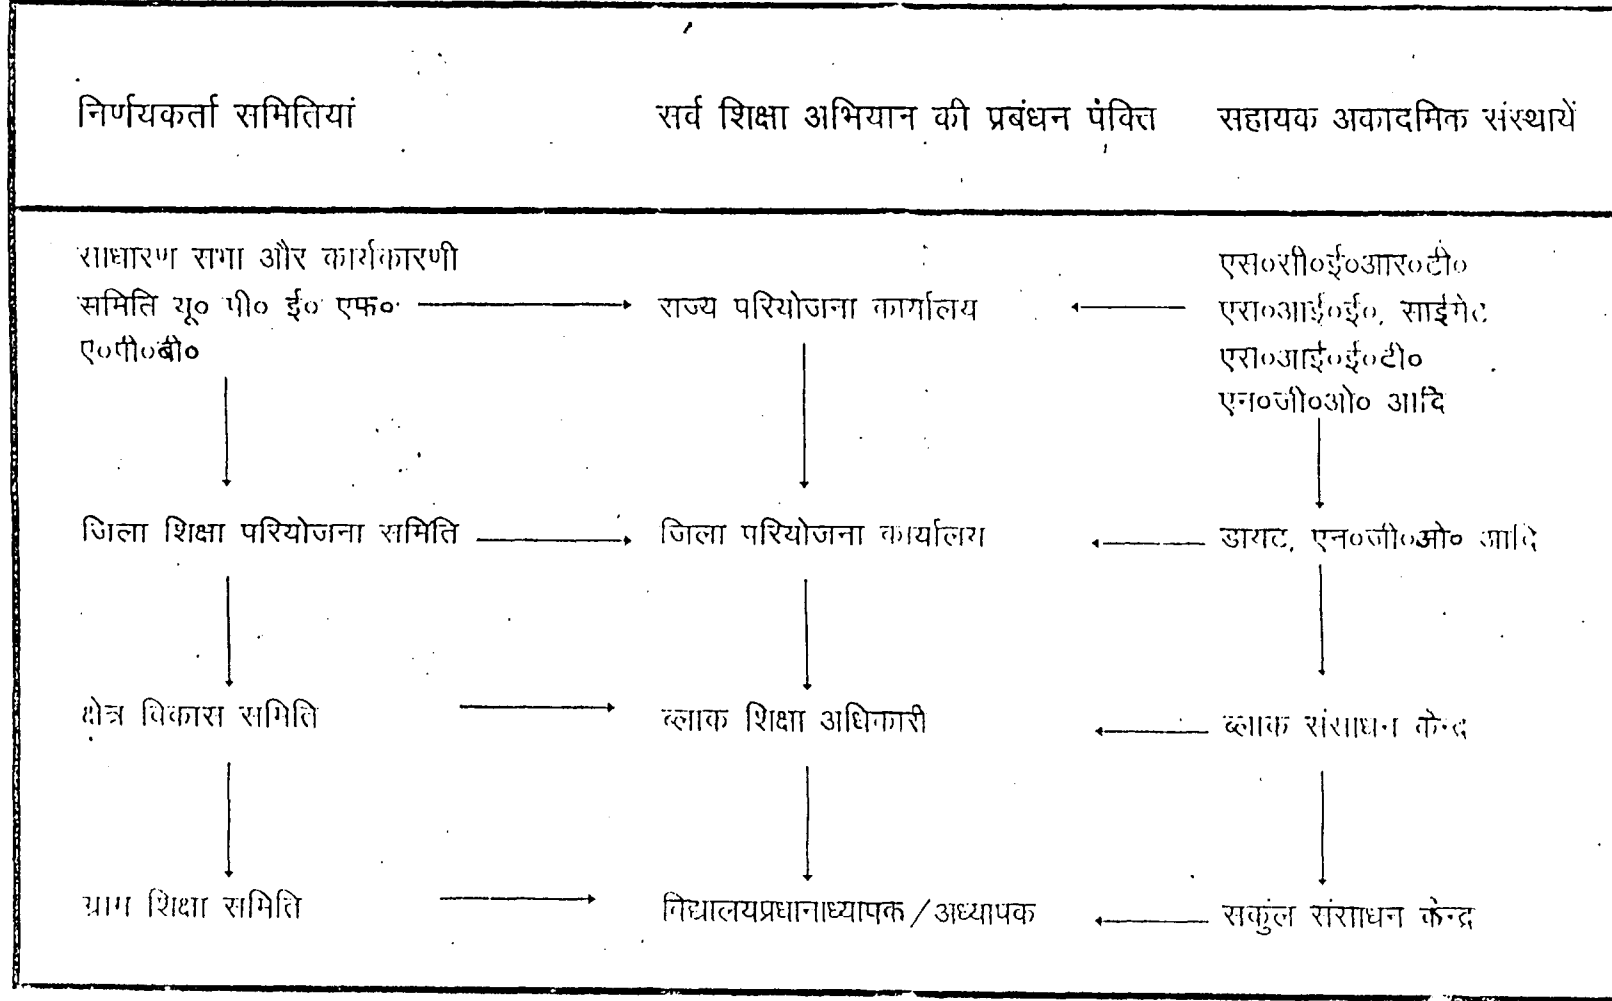 निर्णयकर्ता समितियां
सर्व शिक्षा अभियान की प्रबंधन पंक्ति
सहायक अकादमिक संस्थायें
साधारण सभा और कार्यकारणी
समिति यू० पी० ई० एफ०
ए०पी०बी०
राज्य परियोजना कार्यालय
एस०सी०ई०आर०टी०
एस०आई०ई०, साईमेट
एस०आई०ई०टी०
एन०जी०ओ० आदि
जिला शिक्षा परियोजना समिति
जिला परियोजना कार्यालय
डायट, एन०जी०ओ० आदि
क्षेत्र विकास समिति
ब्लाक शिक्षा अधिकारी
ब्लाक संसाधन केन्द्र
ग्राम शिक्षा समिति
विद्यालयप्रधानाध्यापक/अध्यापक
सकुंल संसाधन केन्द्र